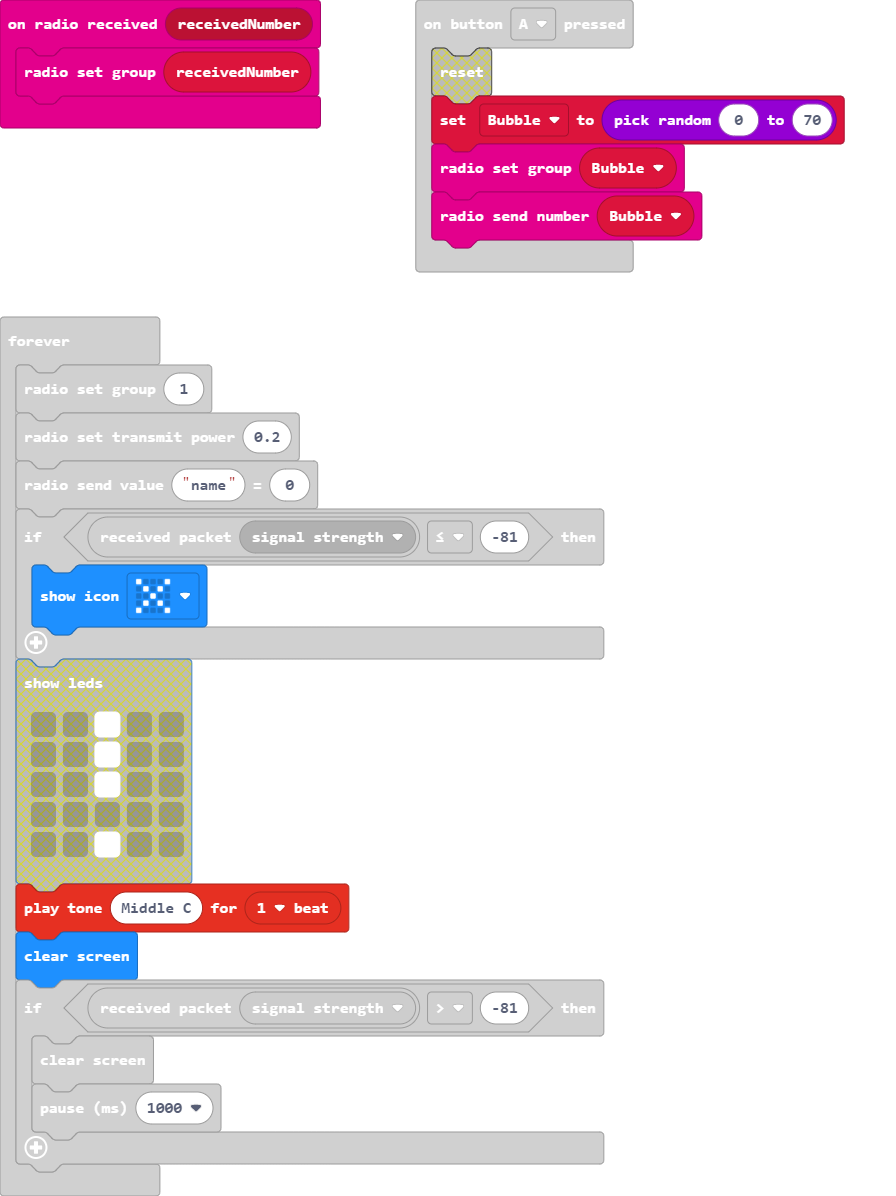 on radio received receivedNumber
radio set group receivedNumber
on button A pressed
reset
set Bubble to pick random 0 to 70
radio set group Bubble
radio send number Bubble
forever
radio set group 1
radio set transmit power 0.2
radio send value "name" = 0
if received packet signal strength ≤ -81 then
show icon
show leds
play tone Middle C for 1 beat
clear screen
if received packet signal strength > -81 then
clear screen
pause (ms) 1000